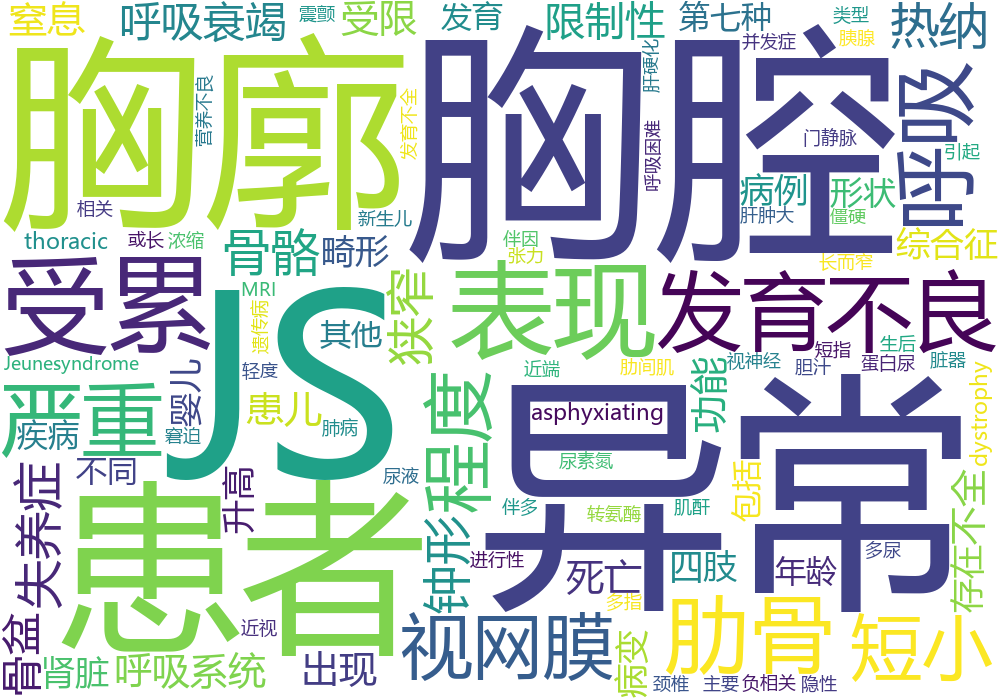 窒息
呼吸衰竭
震颤
受限
发育
限制性
第七种
类型
热纳
并发症
胰腺
胸廓
胸腔
营养不良
发育不全
肝硬化
呼吸困难
门静脉
引起
呼吸
病例
形状
相关
新生儿
肝肿大
僵硬
thoracic
或长
浓缩
骨骼
畸形
伴因
张力
综合征
长而窄
受累
JS
MRI
遗传病
其他
狭窄
表现
发育不良
Jeunesyndrome
轻度
近端
肋间肌
视神经
短指
生后
胆汁
蛋白尿
脏器
严重
婴儿
患儿
程度
asphyxiating
功能
异常
dystrophy
疾病
窘迫
肺病
不同
尿液
尿素氮
失养症
升高
包括
患者
伴多
转氨酶
肌酐
存在不全
钟形
进行性
死亡
四肢
年龄
多尿
骨盆
近视
视网膜
多指
肋骨
短小
肾脏
呼吸系统
出现
病变
颈椎
主要
负相关
隐性